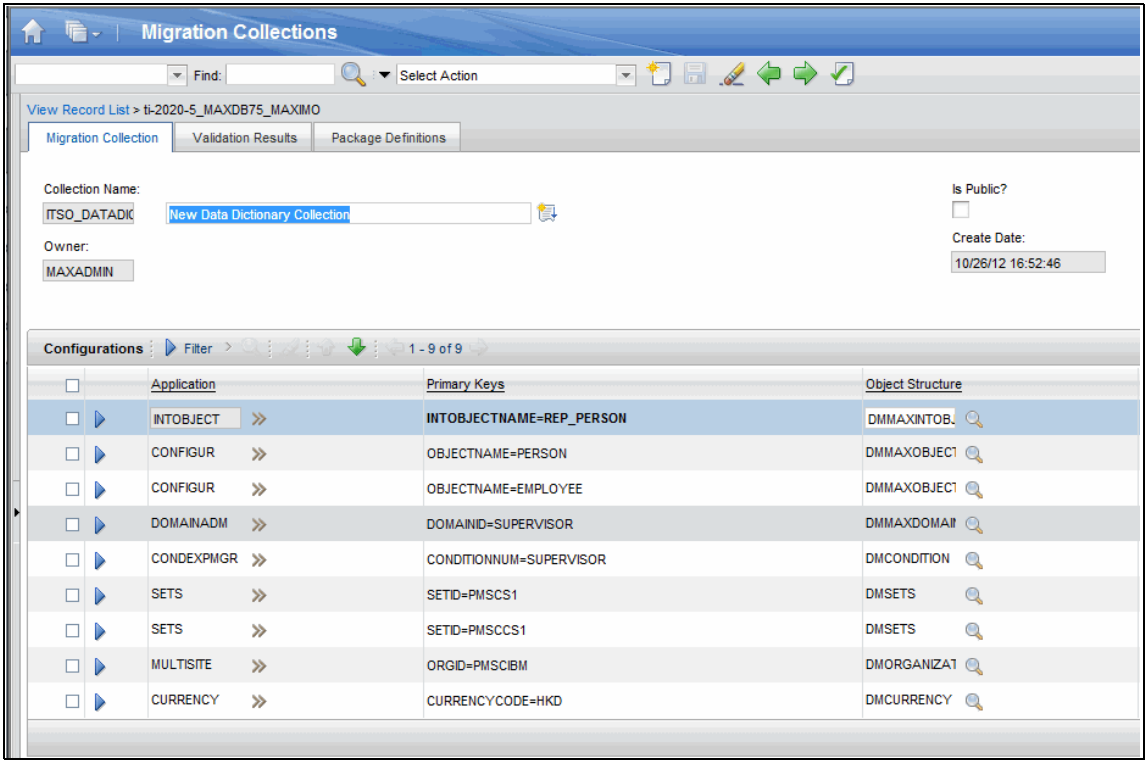 Migration Collections
Find: Select Action
View Record List > ti-2020-5_MAXDB75_MAXIMO
Migration Collection Validation Results Package Definitions
Collection Name: Is Public?
ITSO_DATADIC New Data Dictionary Collection
Owner: Create Date:
MAXADMIN 10/26/12 16:52:46
Configurations Filter 1 - 9 of 9
Application Primary Keys Object Structure
INTOBJECT INTOBJECTNAME=REP_PERSON DMMAXINTOBJ
CONFIGUR OBJECTNAME=PERSON DMMAXOBJECT
CONFIGUR OBJECTNAME=EMPLOYEE DMMAXOBJECT
DOMAINADM DOMAINID=SUPERVISOR DMMAXDOMAIN
CONDEXPMGR CONDITIONNUM=SUPERVISOR DMCONDITION
SETS SETID=PMSCS1 DMSETS
SETS SETID=PMSCCS1 DMSETS
MULTISITE ORGID=PMSCIBM DMORGANIZAT
CURRENCY CURRENCYCODE=HKD DMCURRENCY